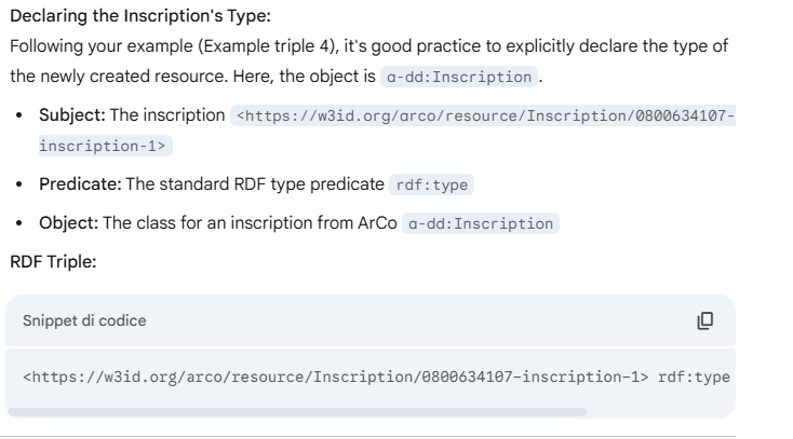 Declaring the Inscription's Type:
Following your example (Example triple 4), it's good practice to explicitly declare the type of
the newly created resource. Here, the object is a-dd:Inscription .
• Subject: The inscription <https://w3id.org/arco/resource/Inscription/0800634107-
inscription-1>
• Predicate: The standard RDF type predicate rdf:type
• Object: The class for an inscription from ArCo a-dd:Inscription
RDF Triple:
Snippet di codice
<https://w3id.org/arco/resource/Inscription/0800634107-inscription-1> rdf:type